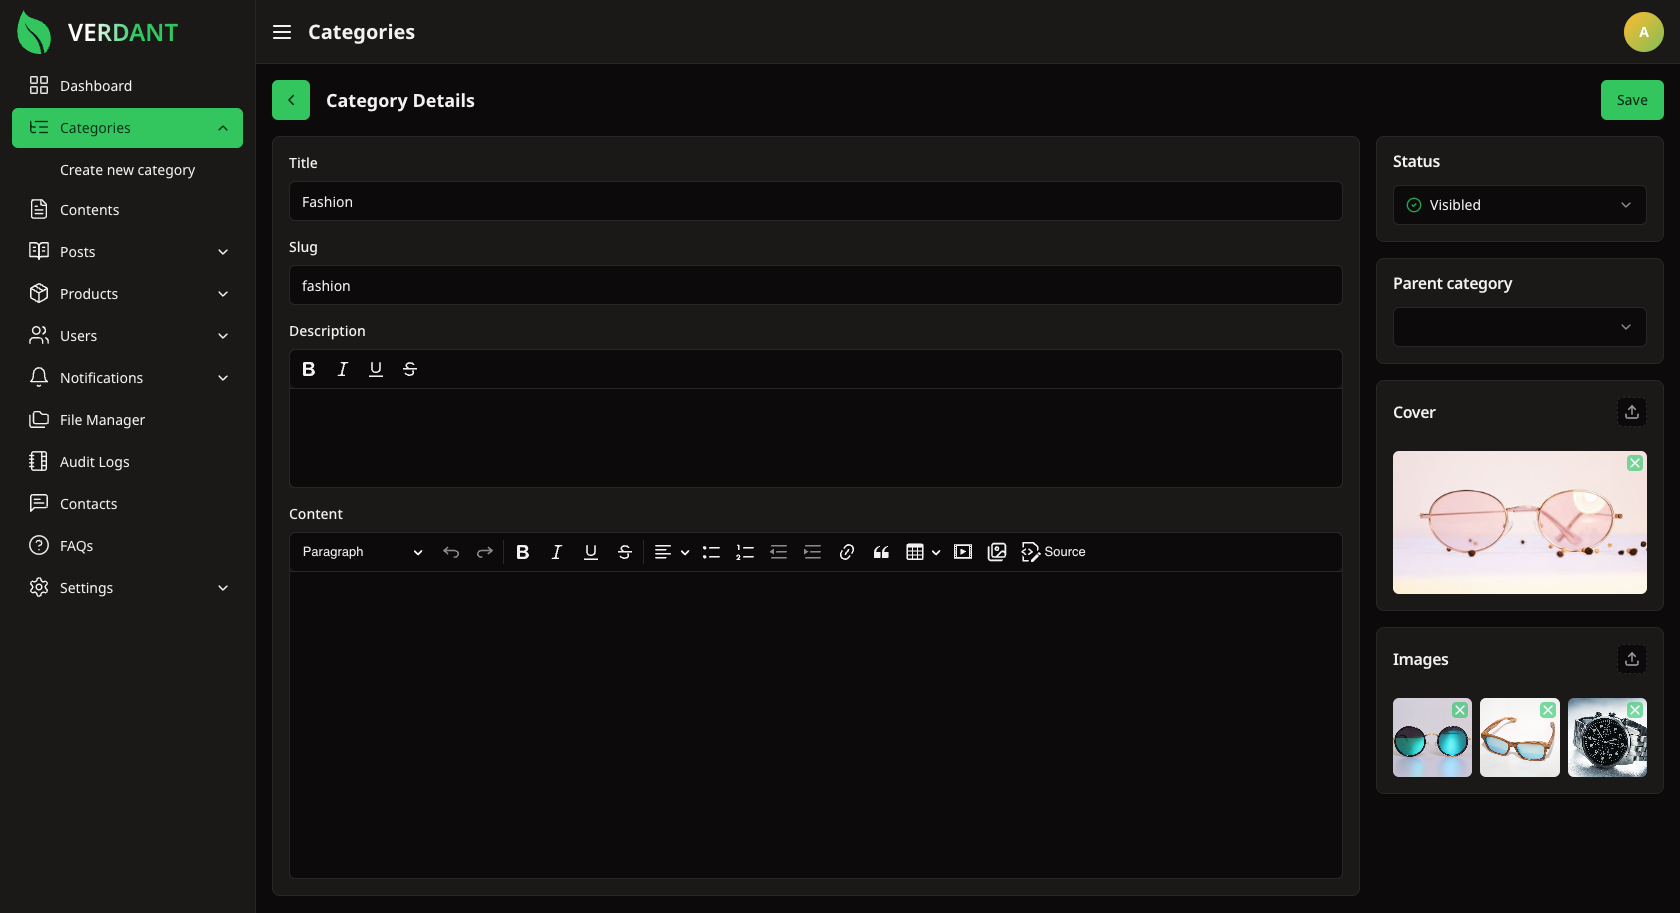 VERDANT
Categories
A
Dashboard
Categories
Create new category
Contents
Posts
Products
Users
Notifications
File Manager
Audit Logs
Contacts
FAQs
Settings
Category Details
Save
Title
Fashion
Slug
fashion
Description
B I U S
Content
Paragraph B I U S Source
Status
Visibled
Parent category
Cover
Images